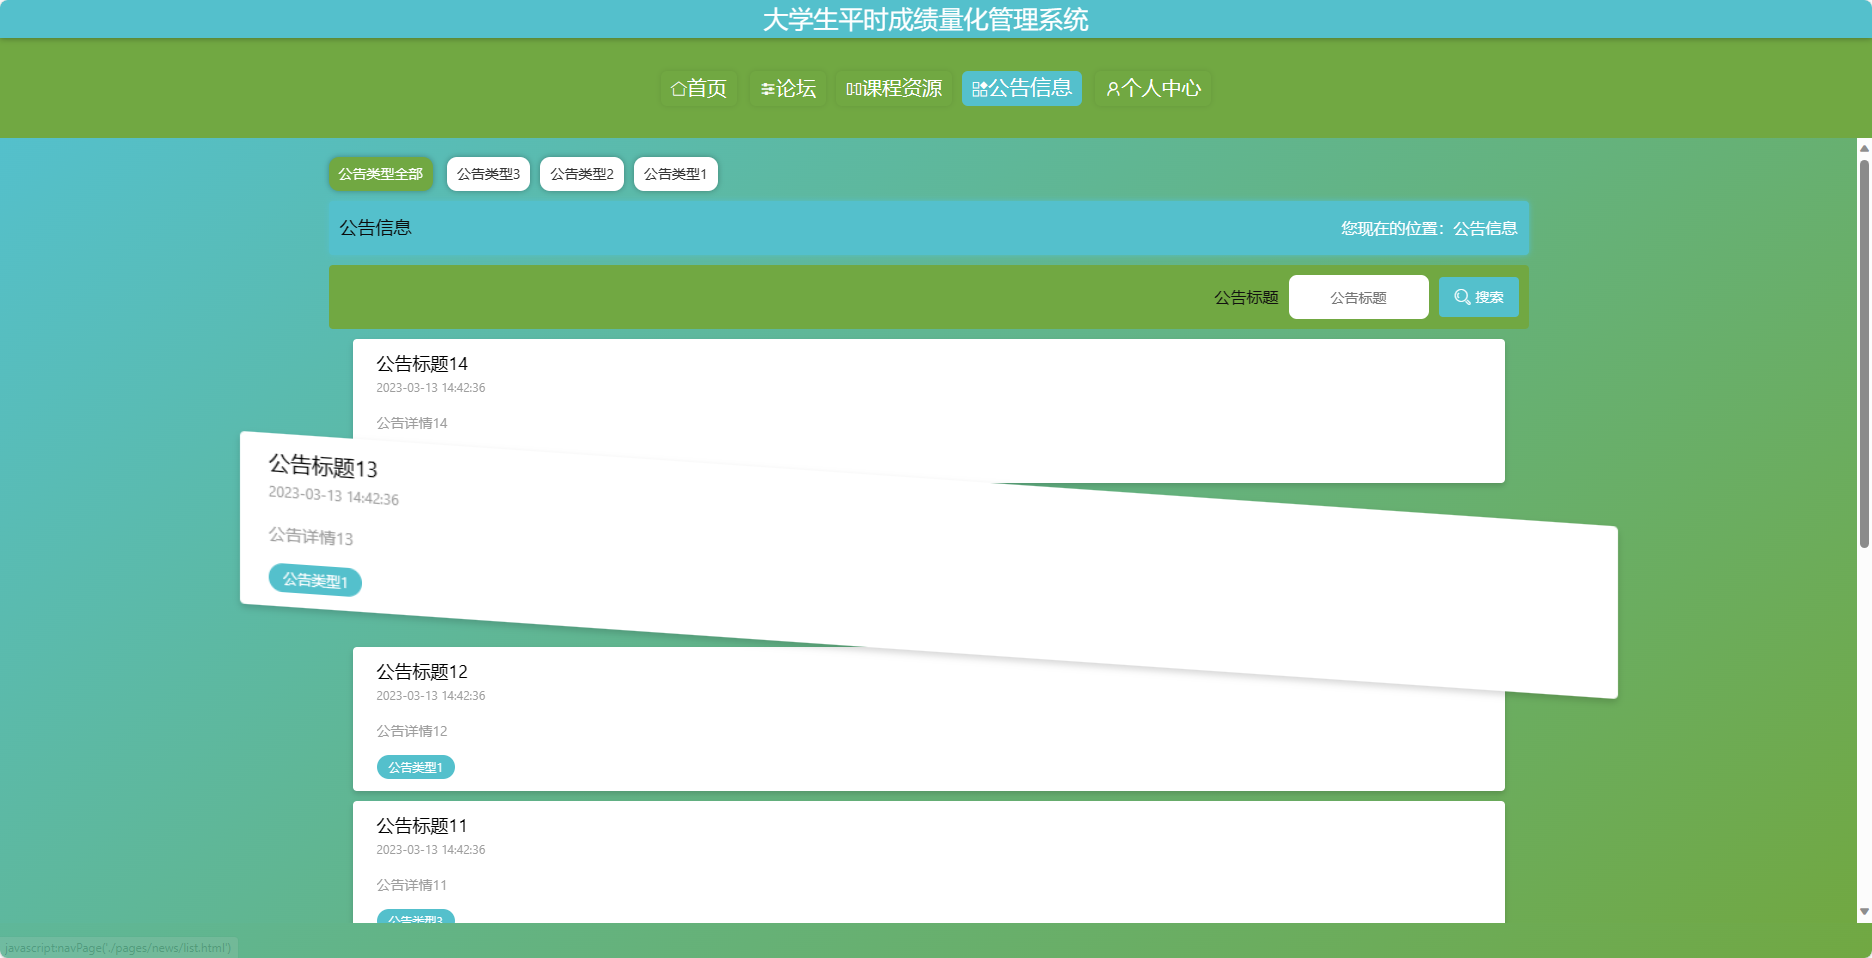 大学生平时成绩量化管理系统
首页 论坛 课程资源 公告信息 个人中心
公告类型全部 公告类型3 公告类型2 公告类型1
公告信息 您现在的位置：公告信息
公告标题 公告标题 搜索
公告标题14
2023-03-13 14:42:36
公告详情14
公告标题13
2023-03-13 14:42:36
公告详情13
公告类型1
公告标题12
2023-03-13 14:42:36
公告详情12
公告类型1
公告标题11
2023-03-13 14:42:36
公告详情11
公告类型3
javascript:navPage('./pages/news/list.html')